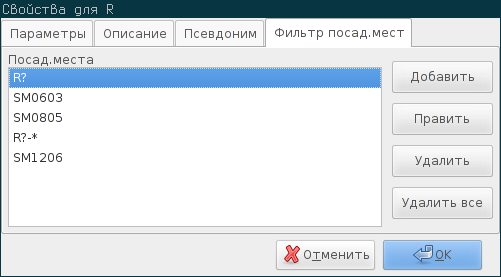 Свойства для R
Параметры Описание Псевдоним Фильтр посад.мест
Посад.места
R?
SM0603
SM0805
R?-*
SM1206
Добавить
Править
Удалить
Удалить все
Отменить OK